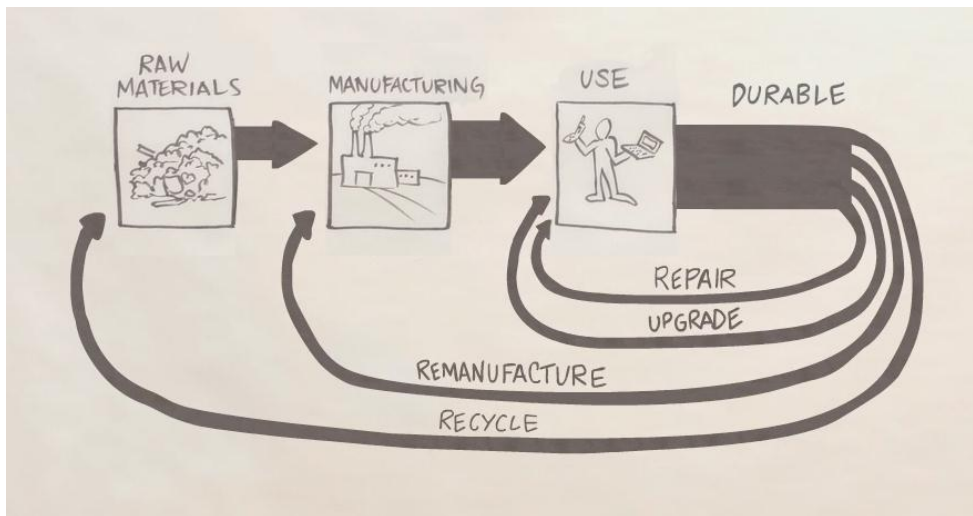 RAW
MATERIALS
MANUFACTURING
USE
DURABLE
REPAIR
UPGRADE
REMANUFACTURE
RECYCLE